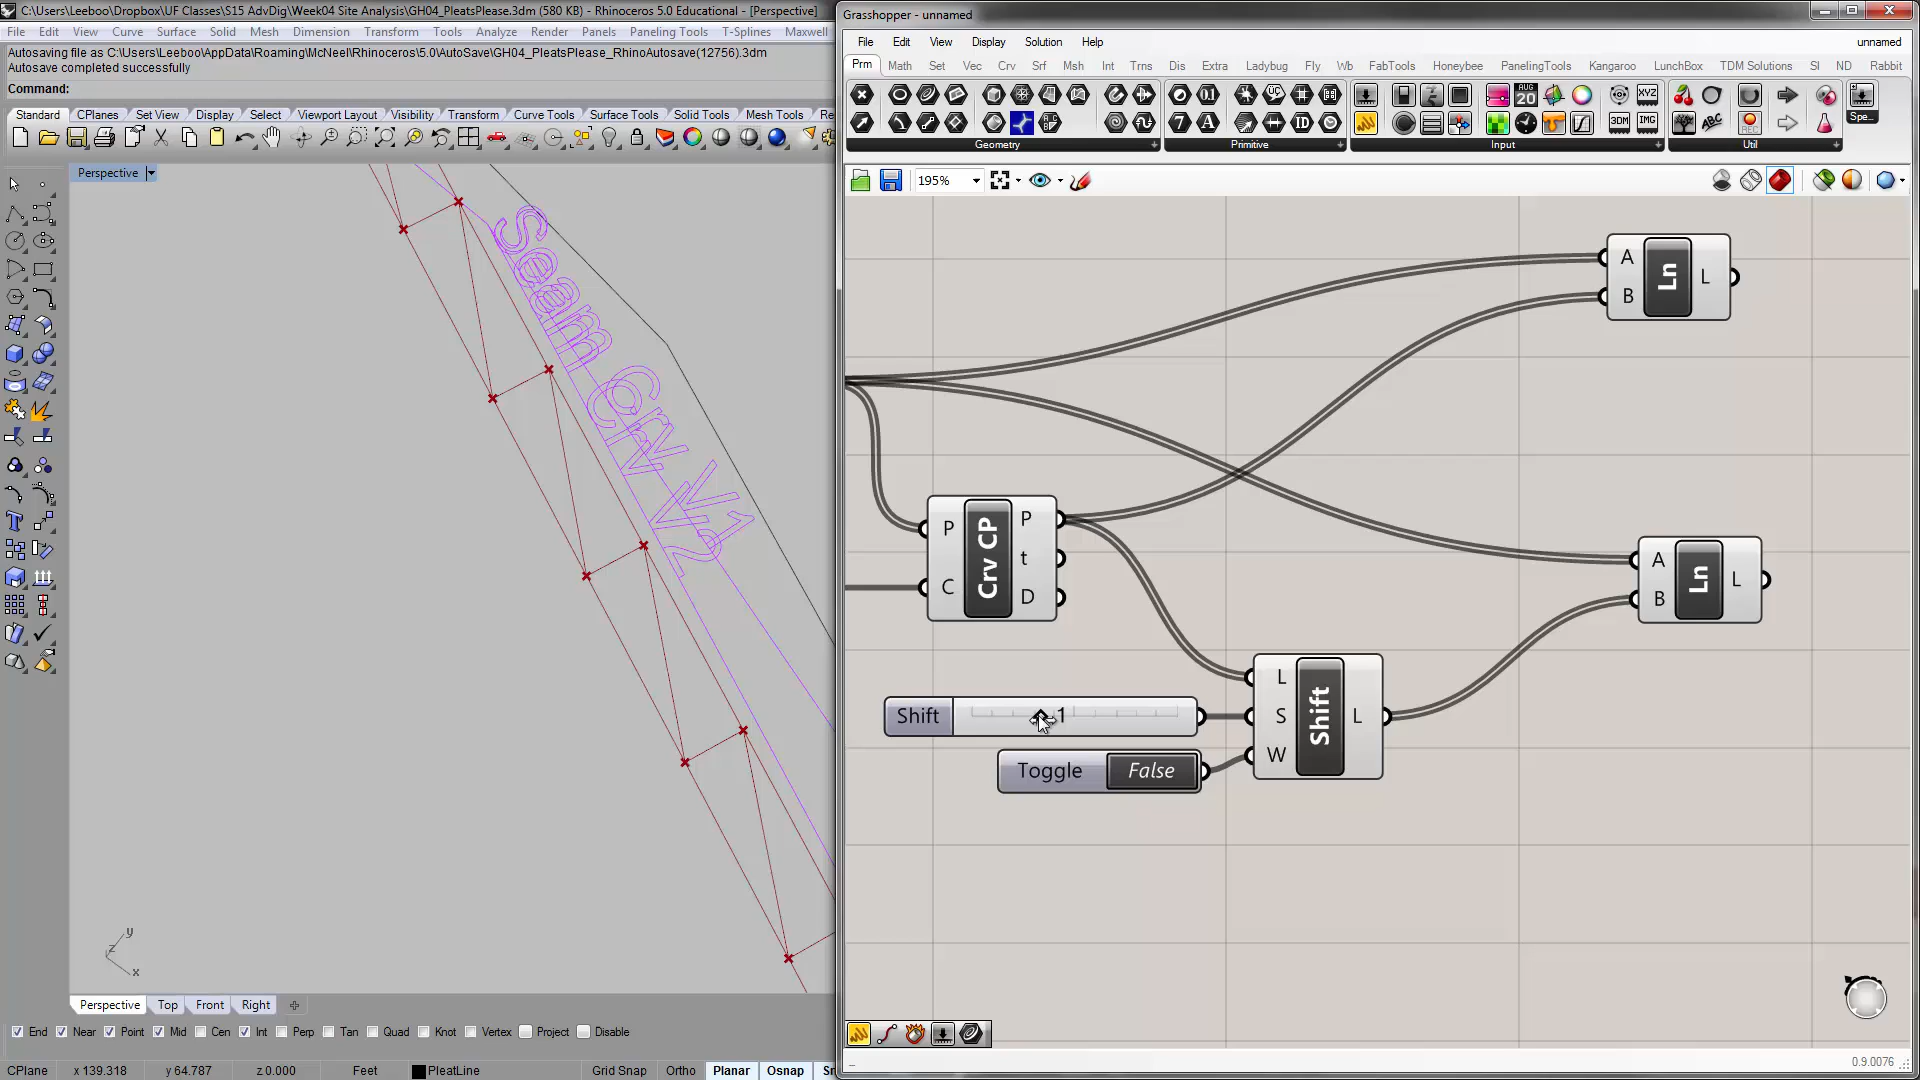 C:\Users\Leeboo\Dropbox\UF Classes\S15 AdvDig\Week04 Site Analysis\GH04_PleatsPlease.3dm (580 KB) - Rhinoceros 5.0 Educational - [Perspective]
File Edit View Curve Surface Solid Mesh Dimension Transform Tools Analyze Render Panels Paneling Tools T-Splines Maxwell
Autosaving file as C:\Users\Leeboo\AppData\Roaming\McNeel\Rhinoceros\5.0\AutoSave\GH04_PleatsPlease_RhinoAutosave(12756).3dm
Autosave completed successfully
Command:
Standard CPlanes Set View Display Select Viewport Layout Visibility Transform Curve Tools Surface Tools Solid Tools Mesh Tools Re
Perspective
Seam Crv V1
Crv V2
z y x
Perspective Top Front Right
End Near Point Mid Cen Int Perp Tan Quad Knot Vertex Project Disable
CPlane x 139.318 y 64.787 z 0.000 Feet PleatLine Grid Snap Ortho Planar Osnap
Grasshopper - unnamed
File Edit View Display Solution Help unnamed
Prm Math Set Vec Crv Srf Msh Int Trns Dis Extra Ladybug Fly Wb FabTools Honeybee PanelingTools Kangaroo LunchBox TDM Solutions SI ND Rabbit
Geometry Primitive Input Util
Spe...
195%
A B Ln L
P C Crv CP P t D
A B Ln L
Shift 1
Toggle False
L S W Shift L
0.9.0076